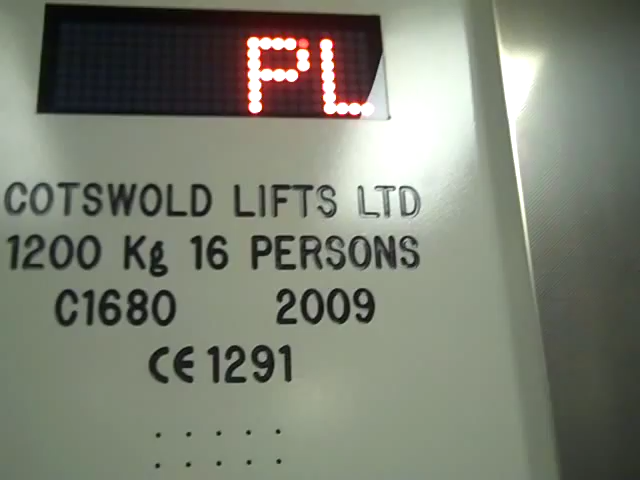 PL
COTSWOLD LIFTS LTD
1200 Kg 16 PERSONS
C1680 2009
CE 1291